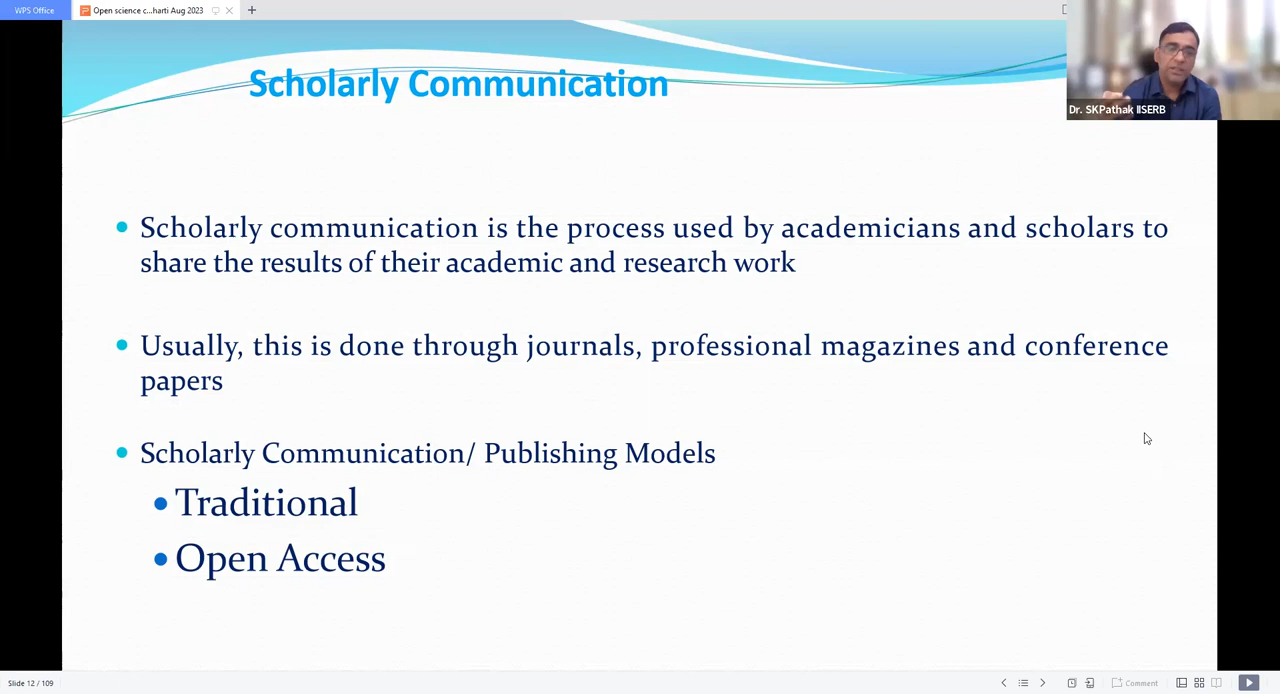 WPS Office
Open science c...harti Aug 2023
Scholarly Communication
Dr. SKPathak IISERB
Scholarly communication is the process used by academicians and scholars to
share the results of their academic and research work
Usually, this is done through journals, professional magazines and conference
papers
Scholarly Communication/ Publishing Models
Traditional
Open Access
Slide 12 / 109
Comment